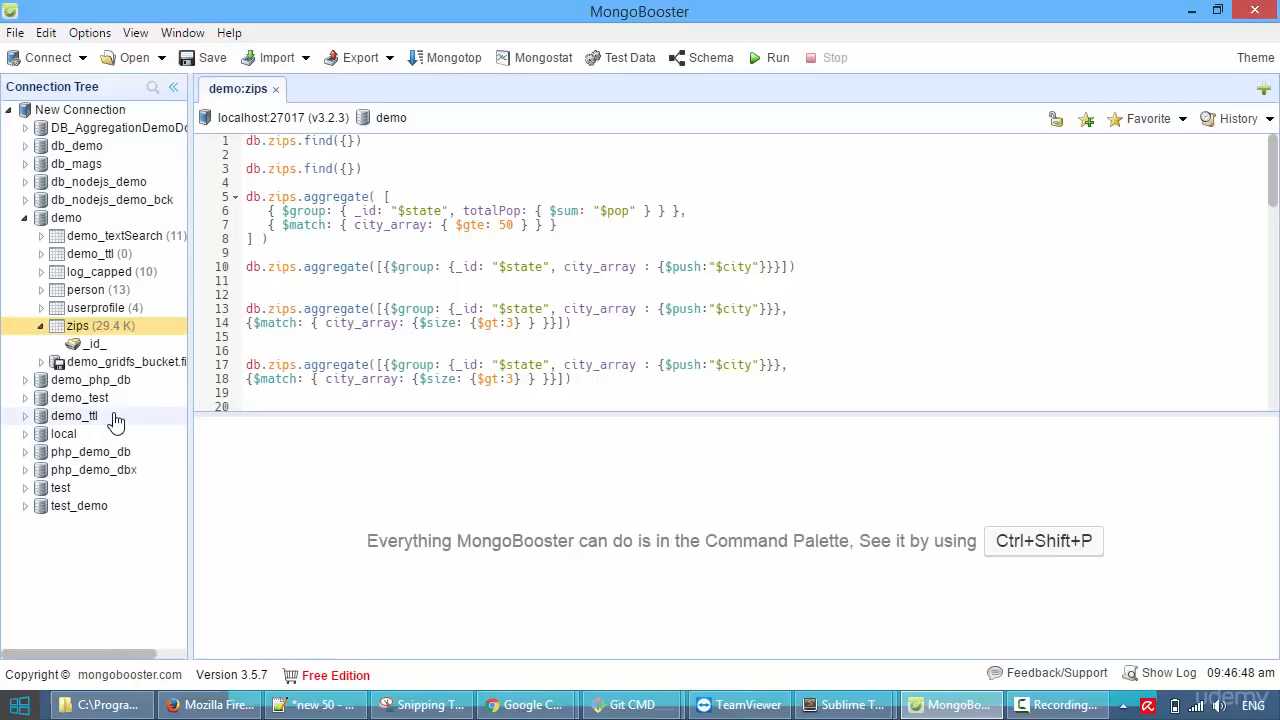 MongoBooster
File Edit Options View Window Help
Connect Open Save Import Export Mongotop Mongostat Test Data Schema Run Stop Theme
Connection Tree
New Connection
DB_AggregationDemoDc
db_demo
db_mags
db_nodejs_demo
db_nodejs_demo_bck
demo
demo_textSearch (11)
demo_ttl (0)
log_capped (10)
person (13)
userprofile (4)
zips (29.4 K)
_id_
demo_gridfs_bucket.fi
demo_php_db
demo_test
demo_ttl
local
php_demo_db
php_demo_dbx
test
test_demo
demo:zips ×
localhost:27017 (v3.2.3) demo
Favorite History
1 db.zips.find({})
2
3 db.zips.find({})
4
5 db.zips.aggregate( [
6 { $group: { _id: "$state", totalPop: { $sum: "$pop" } } },
7 { $match: { city_array: { $gte: 50 } } }
8 ] )
9
10 db.zips.aggregate([{$group: {_id: "$state", city_array : {$push:"$city"}}}])
11
12
13 db.zips.aggregate([{$group: {_id: "$state", city_array : {$push:"$city"}}},
14 {$match: { city_array: {$size: {$gt:3} } }}])
15
16
17 db.zips.aggregate([{$group: {_id: "$state", city_array : {$push:"$city"}}},
18 {$match: { city_array: {$size: {$gt:3} } }}])
19
20
Everything MongoBooster can do is in the Command Palette, See it by using Ctrl+Shift+P
Copyright © mongobooster.com Version 3.5.7 Free Edition Feedback/Support Show Log 09:46:48 am
C:\Progra... Mozilla Fire... *new 50 - ... Snipping T... Google C... Git CMD TeamViewer Sublime T... MongoBo... Recording... ENG
udemy